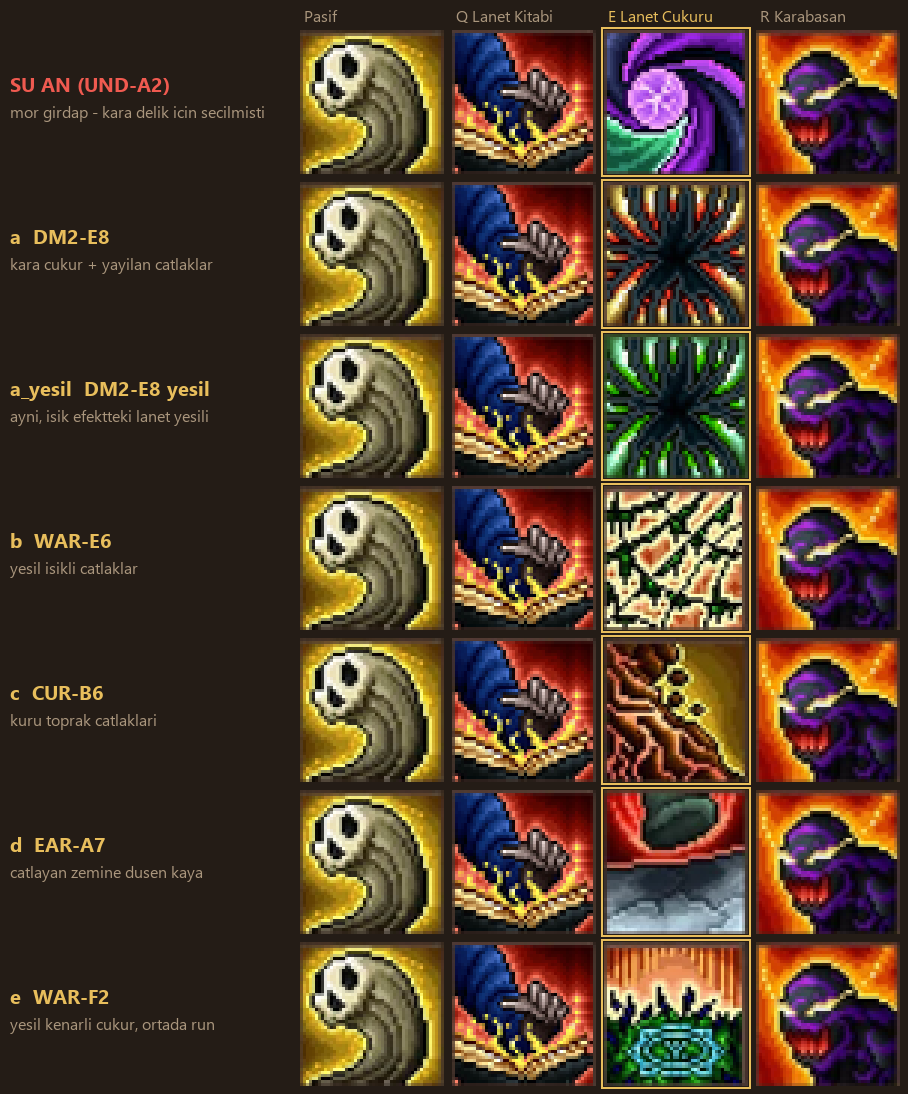 Pasif
Q Lanet Kitabi
E Lanet Cukuru
R Karabasan
SU AN (UND-A2)
mor girdap - kara delik icin secilmisti
a  DM2-E8
kara cukur + yayilan catlaklar
a_yesil  DM2-E8 yesil
ayni, isik efektteki lanet yesili
b  WAR-E6
yesil isikli catlaklar
c  CUR-B6
kuru toprak catlaklari
d  EAR-A7
catlayan zemine dusen kaya
e  WAR-F2
yesil kenarli cukur, ortada run